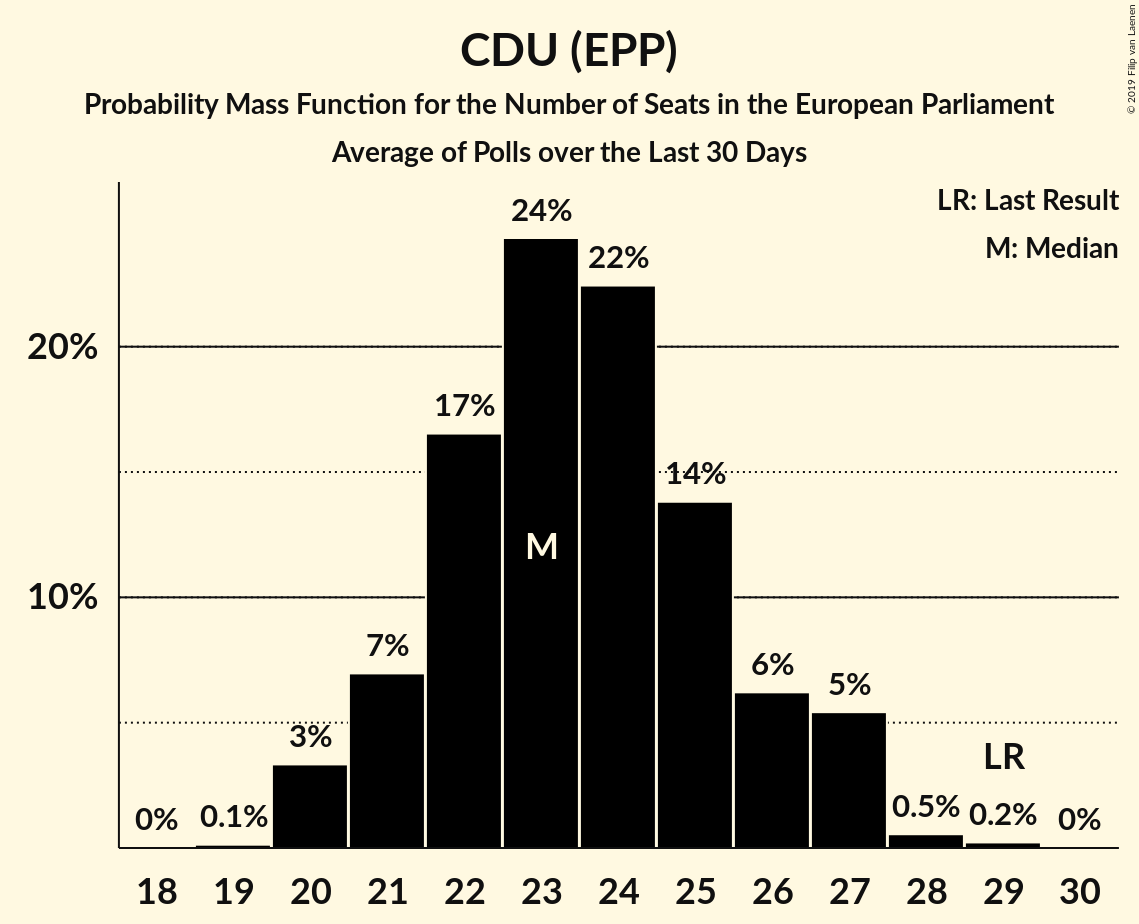 CDU (EPP)
Probability Mass Function for the Number of Seats in the European Parliament
Average of Polls over the Last 30 Days
© 2019 Filip van Laenen
LR: Last Result
M: Median
24%
22%
20%
17%
14%
M
10%
7%
6%
5%
3%
LR
0%
0.1%
0.5%
0.2%
0%
18 19 20 21 22 23 24 25 26 27 28 29 30